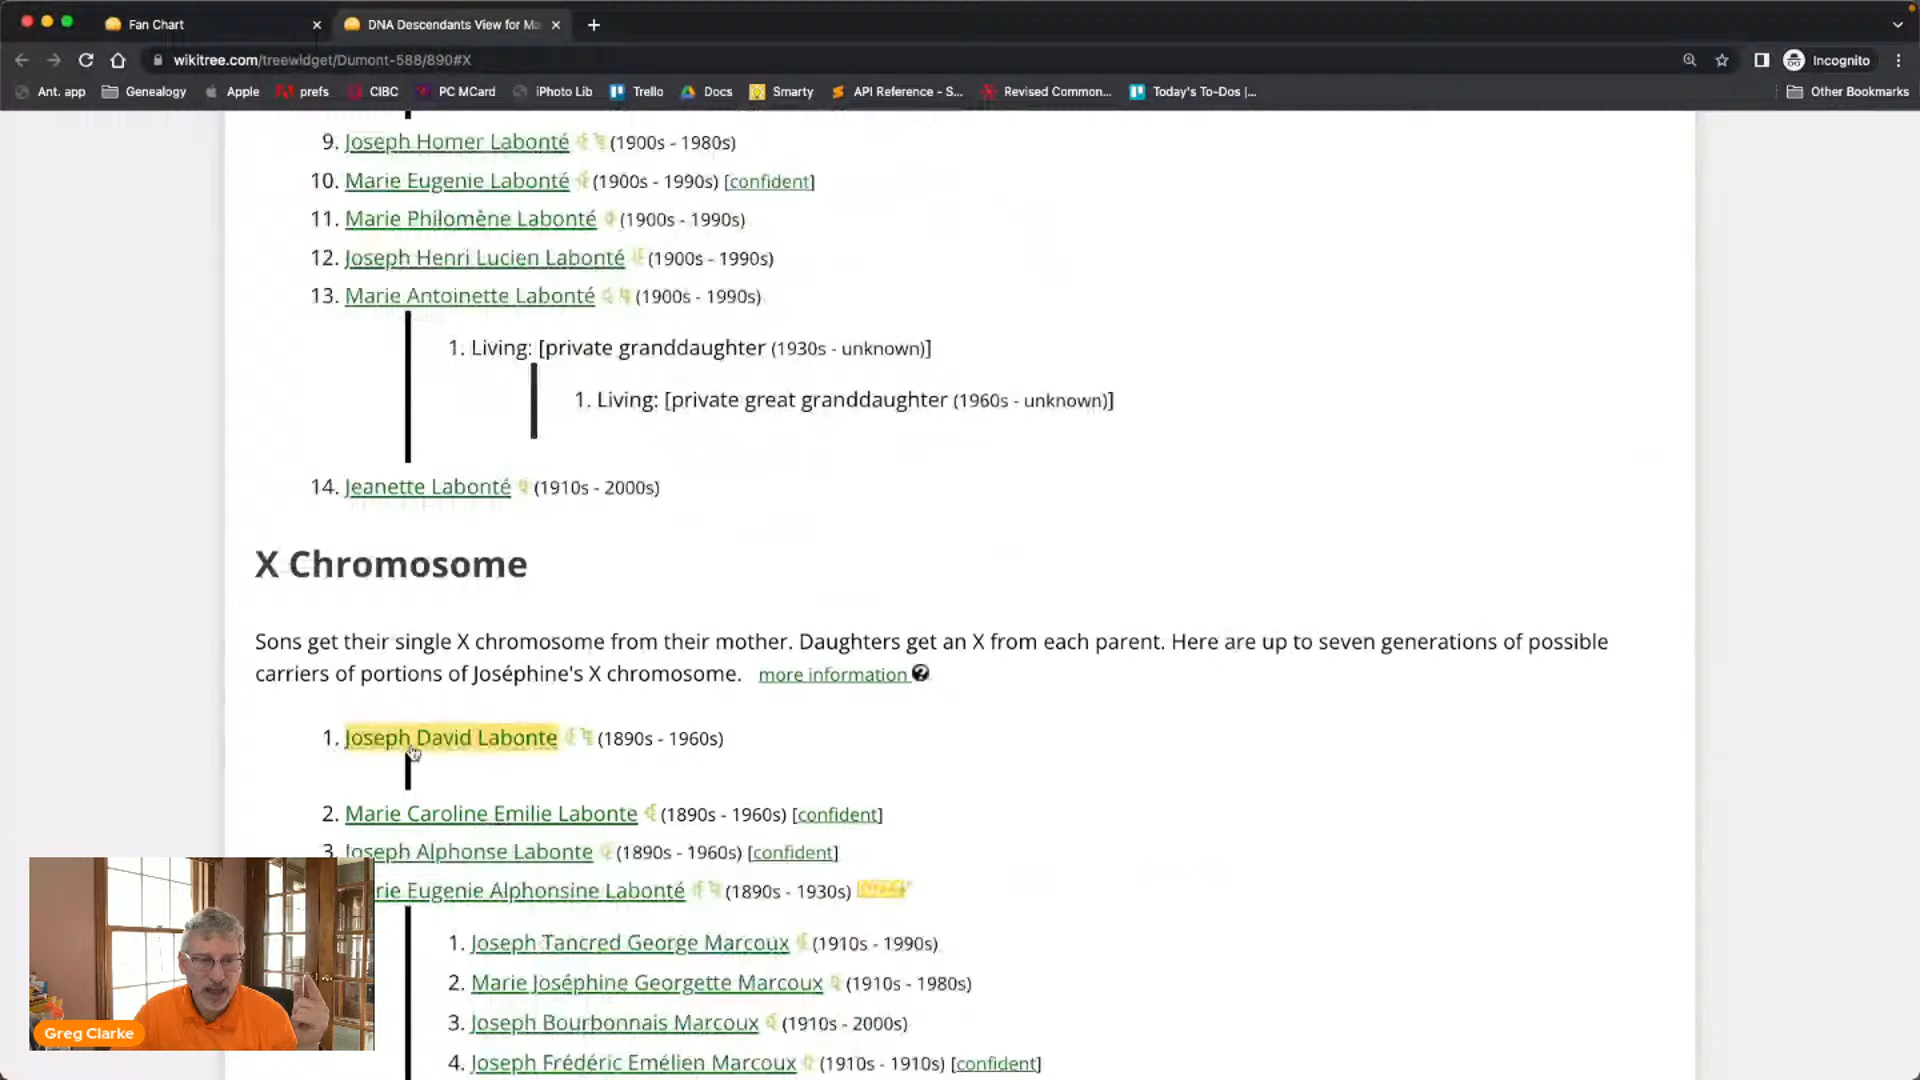 Fan Chart
DNA Descendants View for Ma
wikitree.com/treewidget/Dumont-588/890#X
Incognito
Ant. app
Genealogy
Apple
prefs
CIBC
PC MCard
iPhoto Lib
Trello
Docs
Smarty
API Reference - S...
Revised Common...
Today's To-Dos |...
Other Bookmarks
9. Joseph Homer Labonté (1900s - 1980s)
10. Marie Eugenie Labonté (1900s - 1990s) [confident]
11. Marie Philomène Labonté (1900s - 1990s)
12. Joseph Henri Lucien Labonté (1900s - 1990s)
13. Marie Antoinette Labonté (1900s - 1990s)
1. Living: [private granddaughter (1930s - unknown)]
1. Living: [private great granddaughter (1960s - unknown)]
14. Jeanette Labonté (1910s - 2000s)
X Chromosome
Sons get their single X chromosome from their mother. Daughters get an X from each parent. Here are up to seven generations of possible
carriers of portions of Joséphine's X chromosome. more information ?
1. Joseph David Labonte (1890s - 1960s)
2. Marie Caroline Emilie Labonte (1890s - 1960s) [confident]
3. Joseph Alphonse Labonte (1890s - 1960s) [confident]
rie Eugenie Alphonsine Labonté (1890s - 1930s)
1. Joseph Tancred George Marcoux (1910s - 1990s)
2. Marie Joséphine Georgette Marcoux (1910s - 1980s)
3. Joseph Bourbonnais Marcoux (1910s - 2000s)
4. Joseph Frédéric Emélien Marcoux (1910s - 1910s) [confident]
Greg Clarke